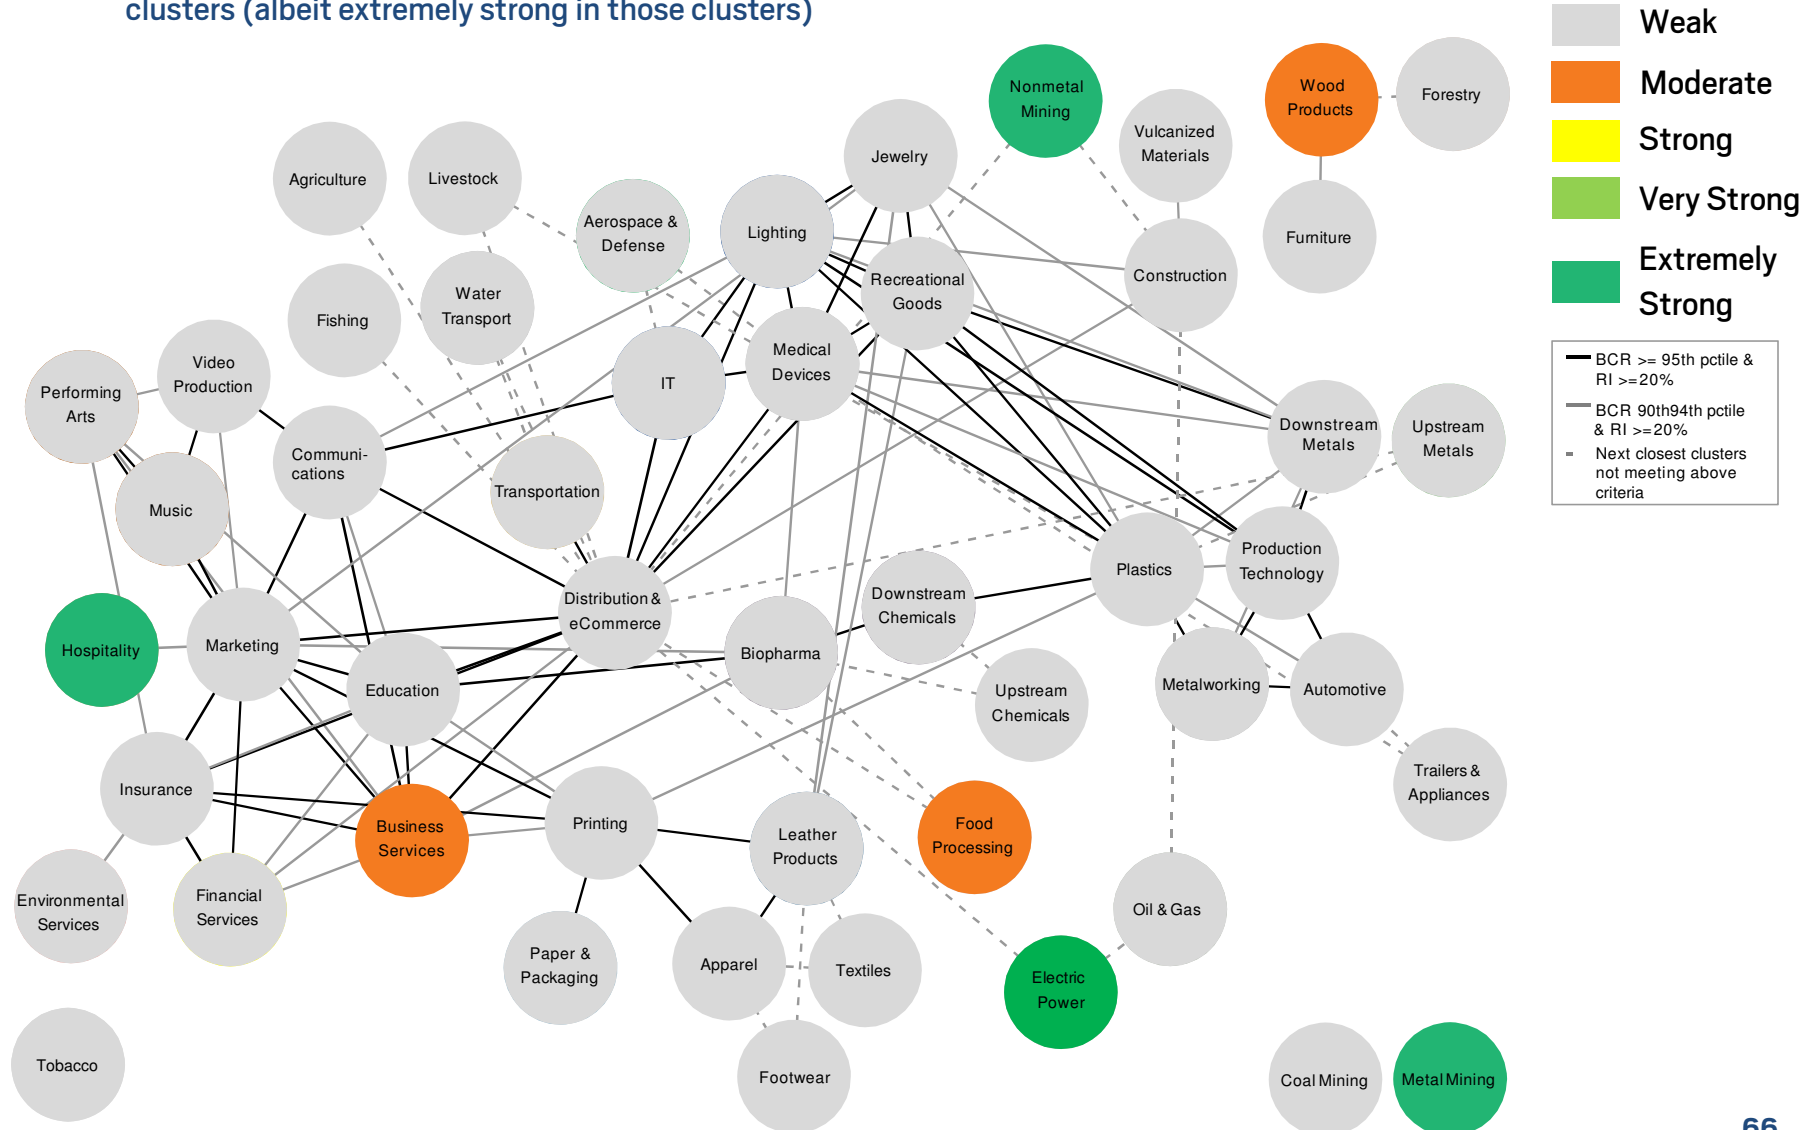 clusters (albeit extremely strong in those clusters)
Weak
Moderate
Strong
Very Strong
Extremely
Strong
BCR >= 95th pctile &
RI >=20%
BCR 90th94th pctile
& RI >=20%
Next closest clusters
not meeting above
criteria
Nonmetal
Mining
Wood
Products
Forestry
Vulcanized
Materials
Jewelry
Agriculture
Livestock
Aerospace &
Defense
Lighting
Furniture
Construction
Recreational
Goods
Water
Transport
Fishing
Video
Production
Medical
Devices
IT
Performing
Arts
Downstream
Metals
Upstream
Metals
Communi-
cations
Transportation
Music
Plastics
Production
Technology
Distribution &
eCommerce
Downstream
Chemicals
Hospitality
Marketing
Biopharma
Education
Upstream
Chemicals
Metalworking
Automotive
Insurance
Trailers &
Appliances
Business
Services
Printing
Leather
Products
Food
Processing
Environmental
Services
Financial
Services
Oil & Gas
Paper &
Packaging
Apparel
Textiles
Electric
Power
Tobacco
Footwear
Coal Mining
Metal Mining
66